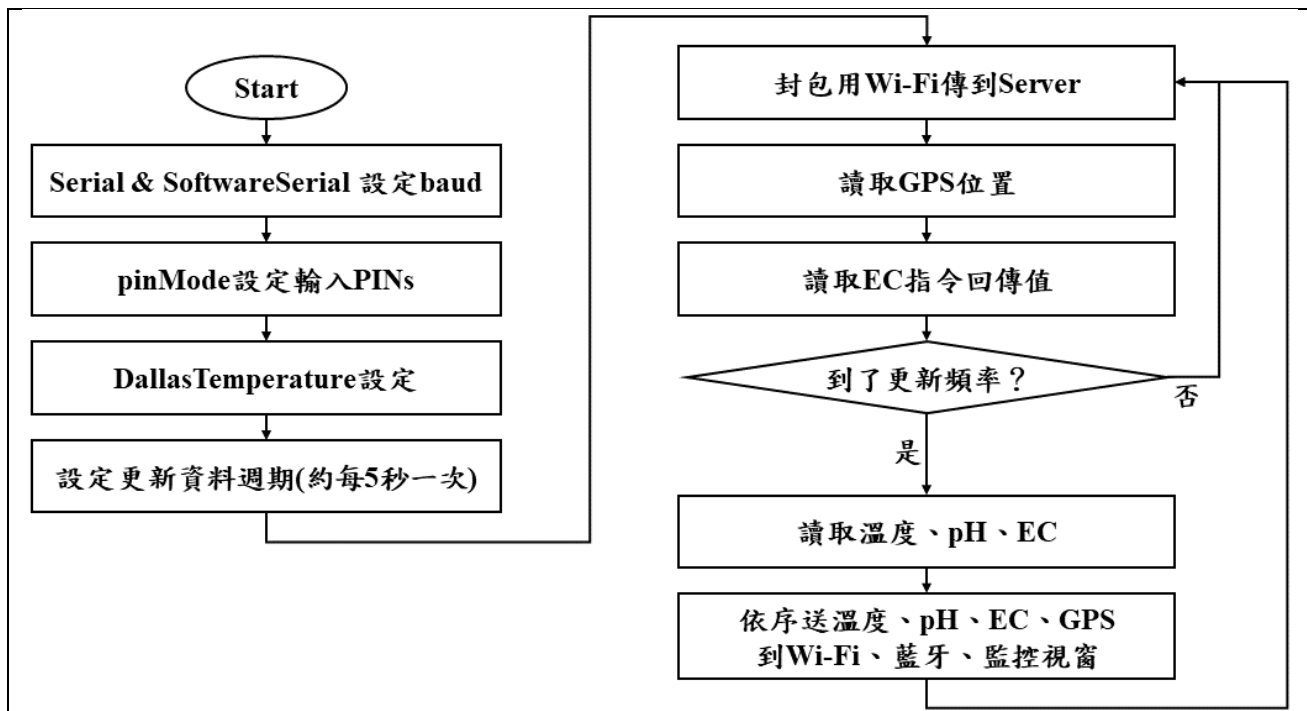 Start
Serial & SoftwareSerial 設定baud
pinMode設定輸入PINs
DallasTemperature設定
設定更新資料週期(約每5秒一次)
封包用Wi-Fi傳到Server
讀取GPS位置
讀取EC指令回傳值
到了更新頻率？
否
是
讀取溫度、pH、EC
依序送溫度、pH、EC、GPS
到Wi-Fi、藍牙、監控視窗